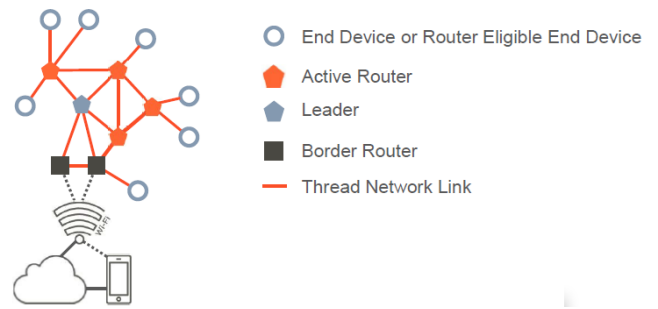 End Device or Router Eligible End Device
Active Router
Leader
Border Router
Thread Network Link
Wi-Fi